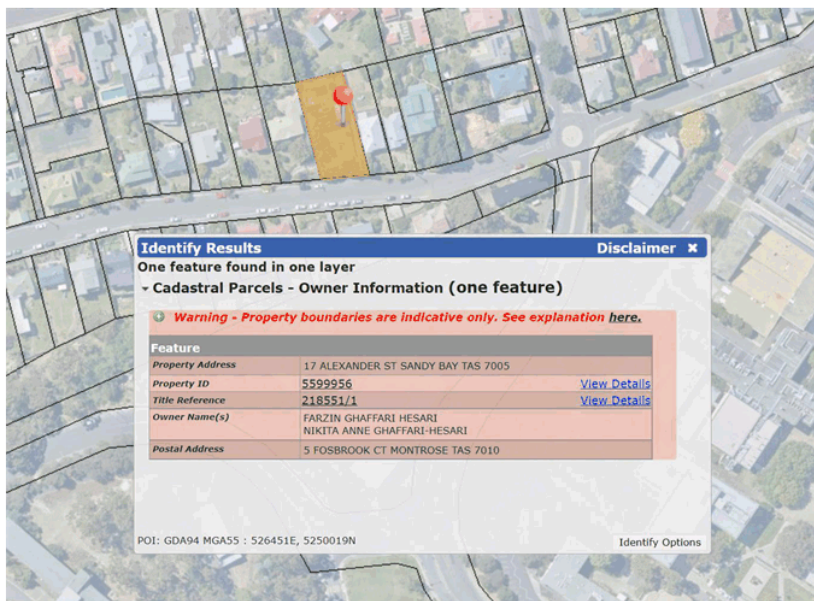 Identify Results Disclaimer ×
One feature found in one layer
Cadastral Parcels - Owner Information (one feature)
Warning - Property boundaries are indicative only. See explanation here.
Feature
Property Address 17 ALEXANDER ST SANDY BAY TAS 7005
Property ID 5599956 View Details
Title Reference 218551/1 View Details
Owner Name(s) FARZIN GHAFFARI HESARI
NIKITA ANNE GHAFFARI-HESARI
Postal Address 5 FOSBROOK CT MONTROSE TAS 7010
POI: GDA94 MGA55 : 526451E, 5250019N Identify Options